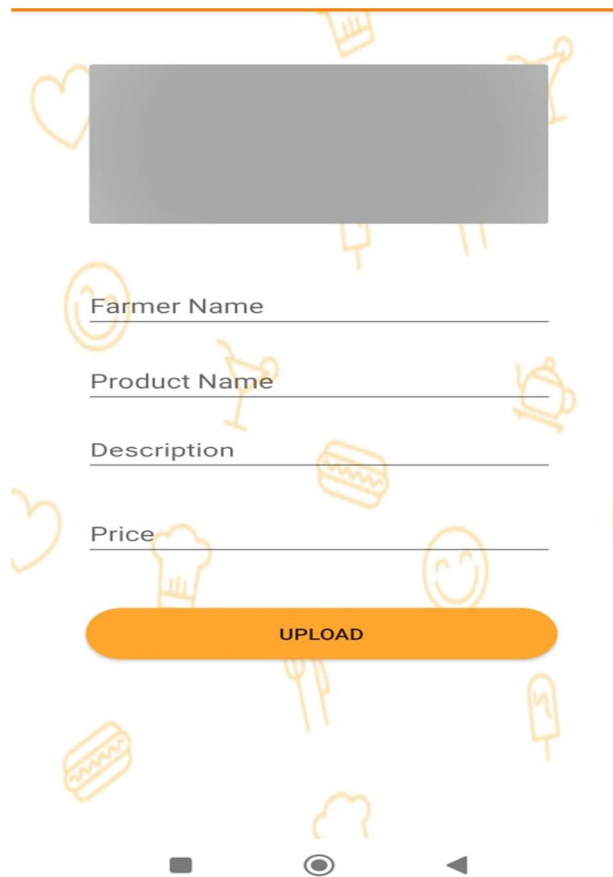 Farmer Name
Product Name
Description
Price
UPLOAD